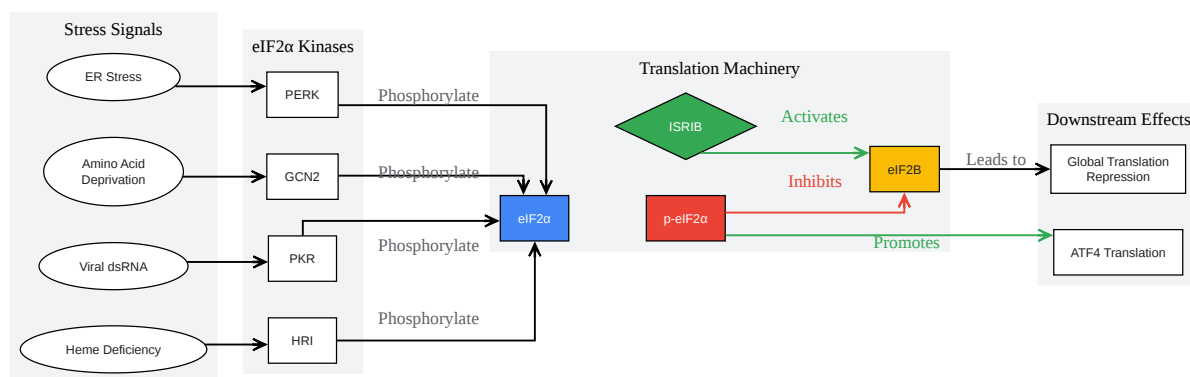 Stress Signals
ER Stress
Amino Acid
Deprivation
Viral dsRNA
Heme Deficiency
eIF2α Kinases
PERK
GCN2
PKR
HRI
Phosphorylate
Phosphorylate
Phosphorylate
Phosphorylate
Translation Machinery
ISRIB
Activates
eIF2B
Inhibits
eIF2α
p-eIF2α
Promotes
Leads to
Downstream Effects
Global Translation
Repression
ATF4 Translation